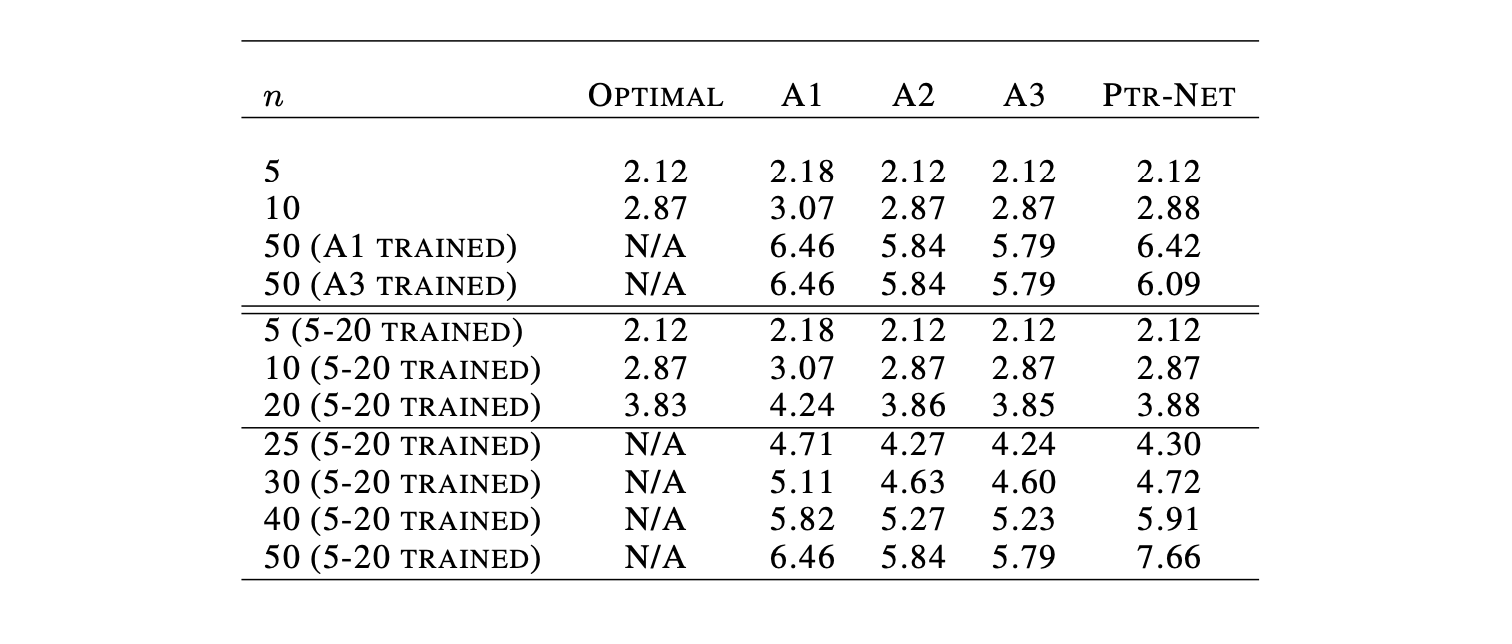 n OPTIMAL A1 A2 A3 PTR-NET
5 2.12 2.18 2.12 2.12 2.12
10 2.87 3.07 2.87 2.87 2.88
50 (A1 TRAINED) N/A 6.46 5.84 5.79 6.42
50 (A3 TRAINED) N/A 6.46 5.84 5.79 6.09
5 (5-20 TRAINED) 2.12 2.18 2.12 2.12 2.12
10 (5-20 TRAINED) 2.87 3.07 2.87 2.87 2.87
20 (5-20 TRAINED) 3.83 4.24 3.86 3.85 3.88
25 (5-20 TRAINED) N/A 4.71 4.27 4.24 4.30
30 (5-20 TRAINED) N/A 5.11 4.63 4.60 4.72
40 (5-20 TRAINED) N/A 5.82 5.27 5.23 5.91
50 (5-20 TRAINED) N/A 6.46 5.84 5.79 7.66